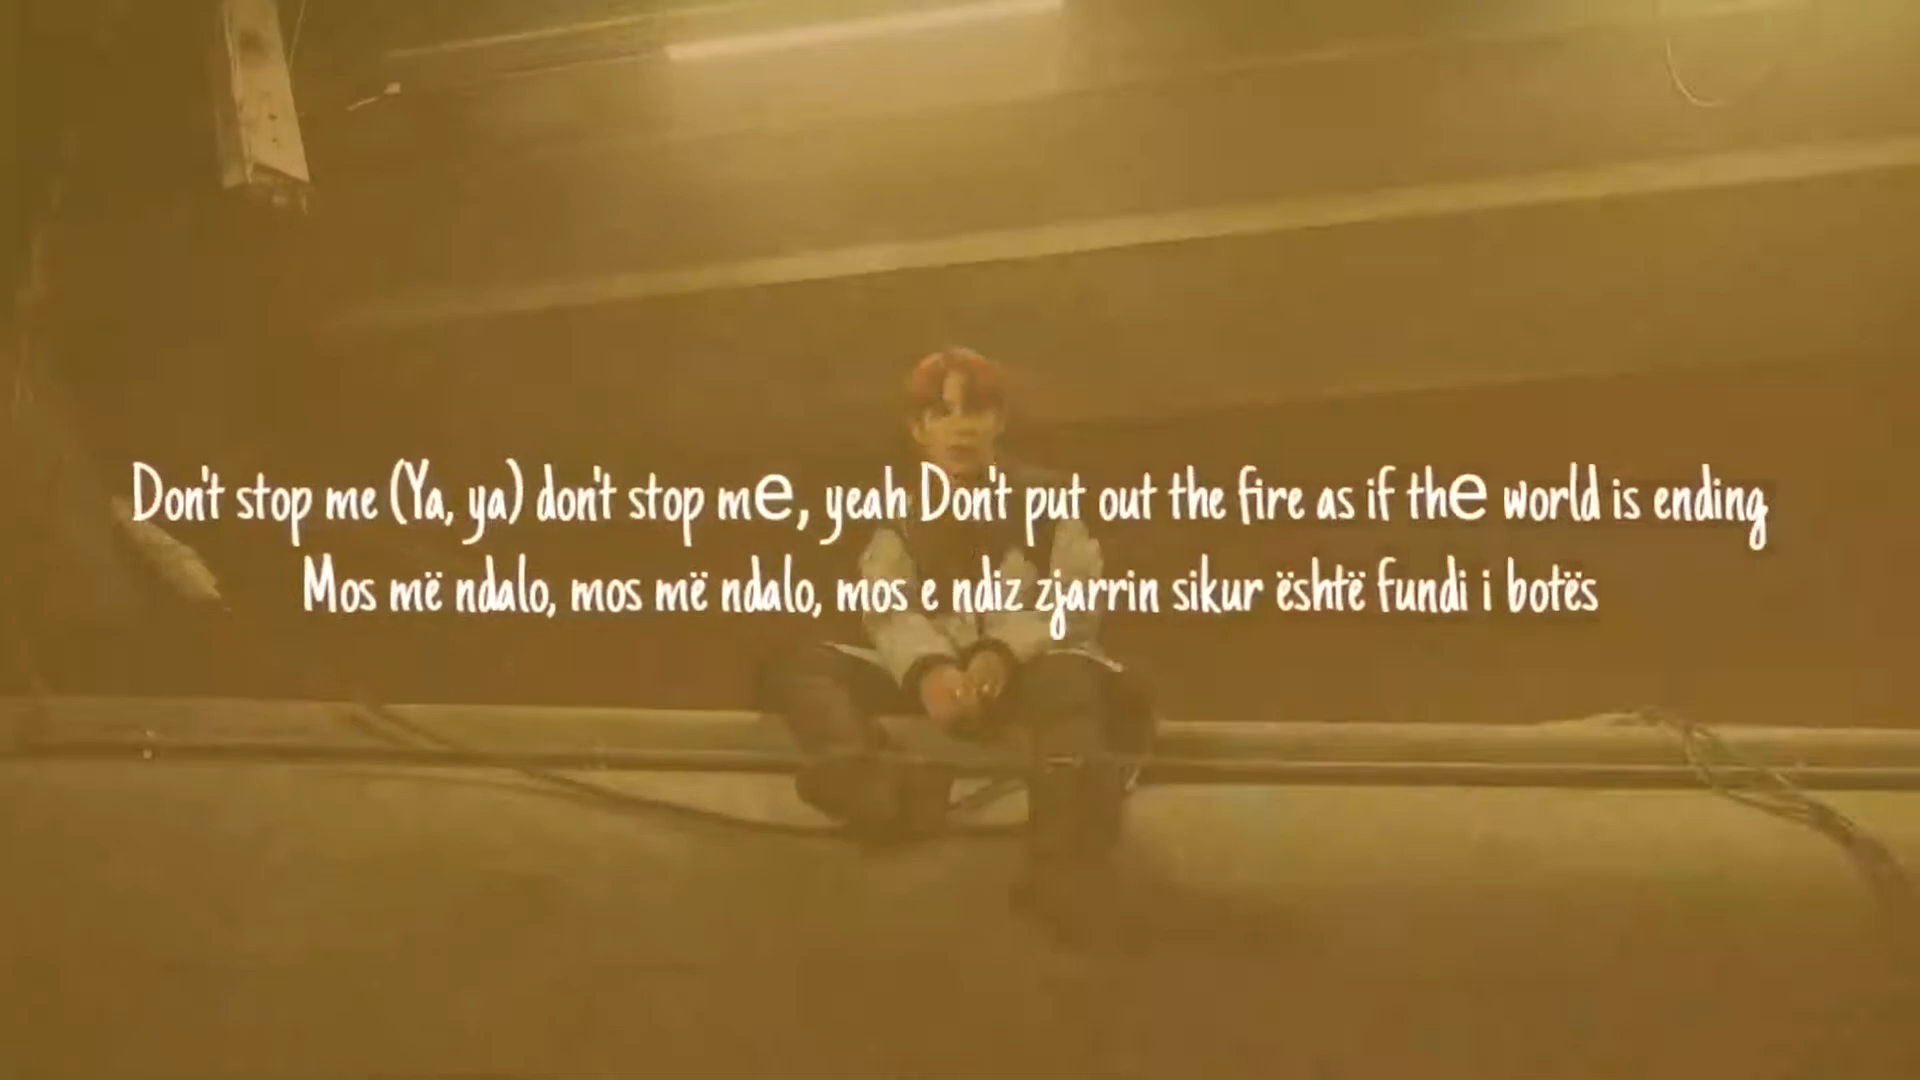 Don't stop me (Ya, ya) don't stop me, yeah Don't put out the fire as if the world is ending
Mos më ndalo, mos më ndalo, mos e ndiz zjarrin sikur është fundi i botës